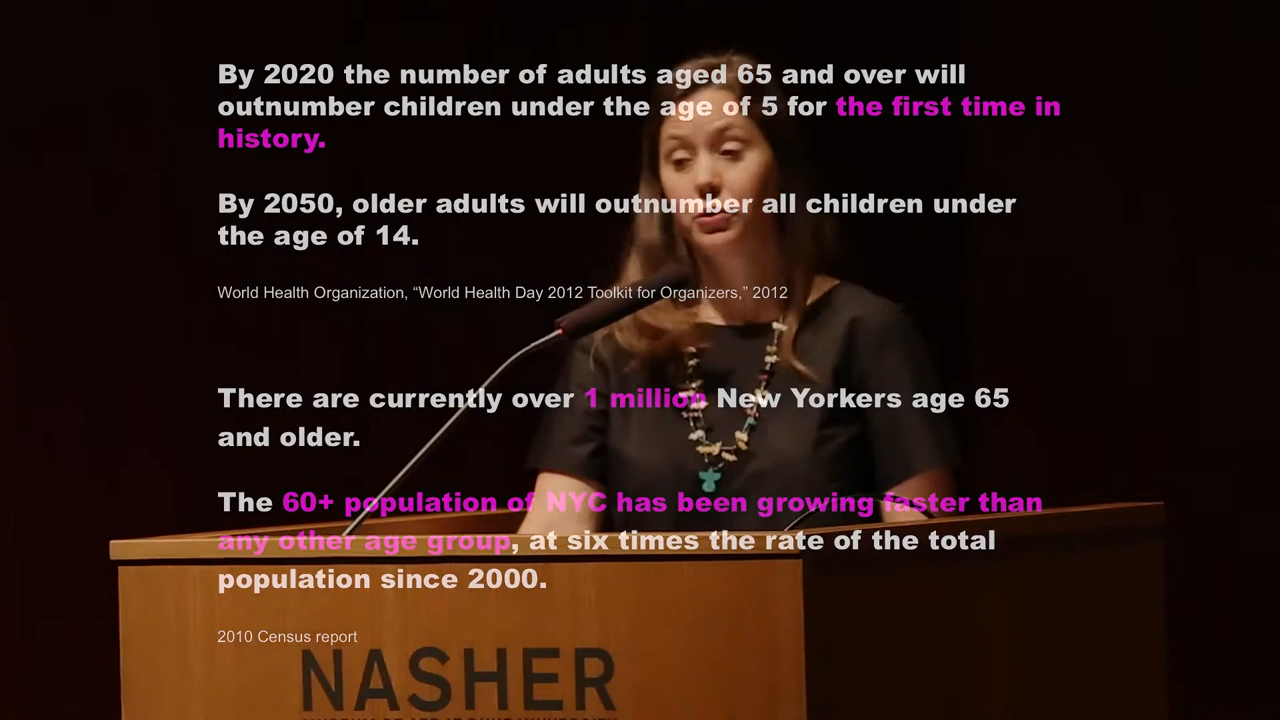 By 2020 the number of adults aged 65 and over will
outnumber children under the age of 5 for the first time in
history.
By 2050, older adults will outnumber all children under
the age of 14.
World Health Organization, “World Health Day 2012 Toolkit for Organizers,” 2012
There are currently over 1 million New Yorkers age 65
and older.
The 60+ population of NYC has been growing faster than
any other age group, at six times the rate of the total
population since 2000.
2010 Census report
NASHER